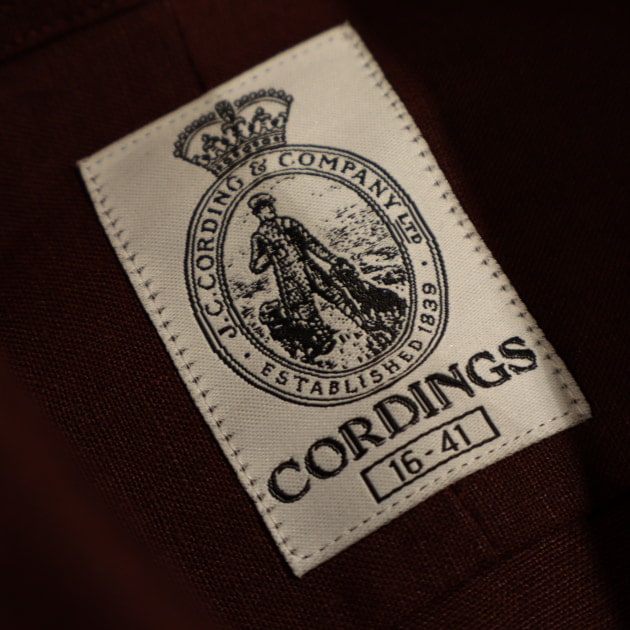 J.C. CORDING & COMPANY LTD
· ESTABLISHED 1839 ·
CORDINGS
16-41